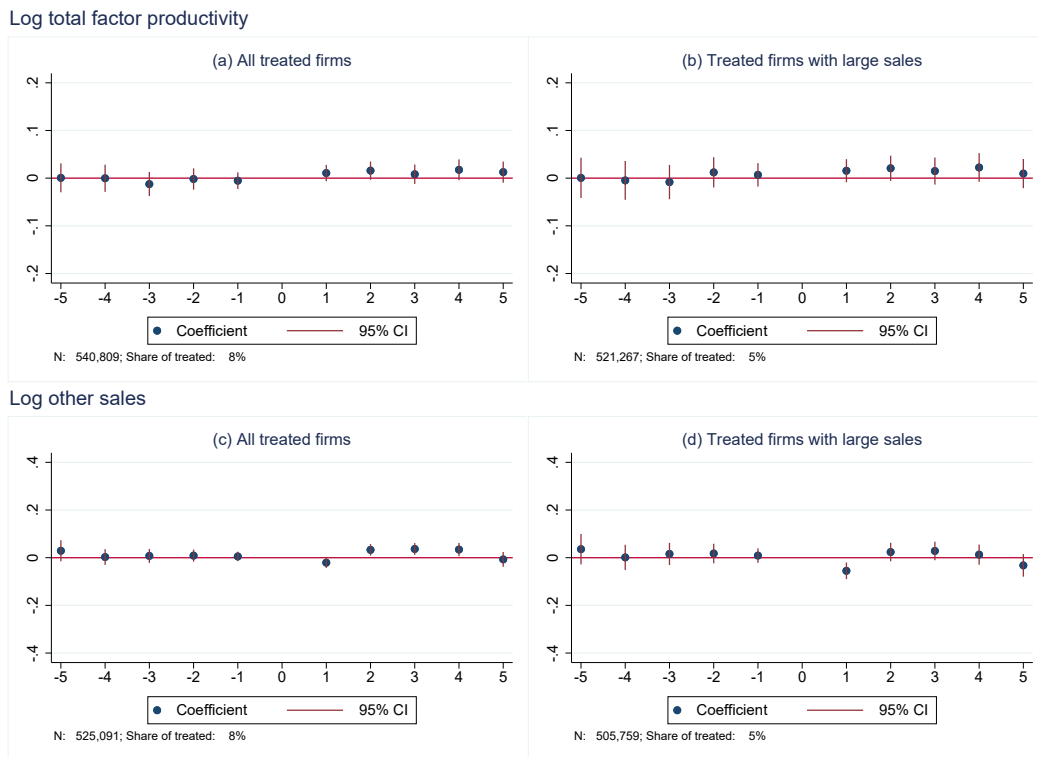 Log total factor productivity
(a) All treated firms
.2
.1
0
-.1
-.2
-5 -4 -3 -2 -1 0 1 2 3 4 5
Coefficient 95% CI
N: 540,809; Share of treated: 8%
(b) Treated firms with large sales
.2
.1
0
-.1
-.2
-5 -4 -3 -2 -1 0 1 2 3 4 5
Coefficient 95% CI
N: 521,267; Share of treated: 5%
Log other sales
(c) All treated firms
.4
.2
0
-.2
-.4
-5 -4 -3 -2 -1 0 1 2 3 4 5
Coefficient 95% CI
N: 525,091; Share of treated: 8%
(d) Treated firms with large sales
.4
.2
0
-.2
-.4
-5 -4 -3 -2 -1 0 1 2 3 4 5
Coefficient 95% CI
N: 505,759; Share of treated: 5%